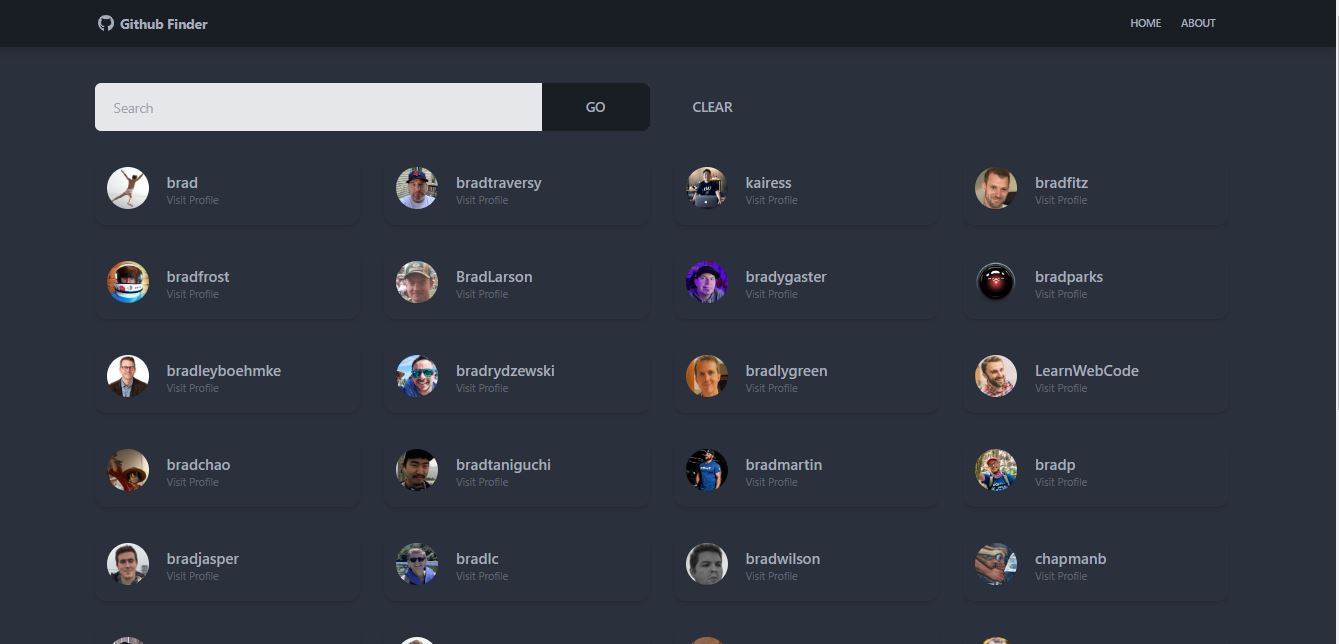 Github Finder
HOME ABOUT
Search GO CLEAR
brad
Visit Profile
bradtraversy
Visit Profile
kairess
Visit Profile
bradfitz
Visit Profile
bradfrost
Visit Profile
BradLarson
Visit Profile
bradygaster
Visit Profile
bradparks
Visit Profile
bradleyboehmke
Visit Profile
bradrydzewski
Visit Profile
bradlygreen
Visit Profile
LearnWebCode
Visit Profile
bradchao
Visit Profile
bradtaniguchi
Visit Profile
bradmartin
Visit Profile
bradp
Visit Profile
bradjasper
Visit Profile
bradlc
Visit Profile
bradwilson
Visit Profile
chapmanb
Visit Profile